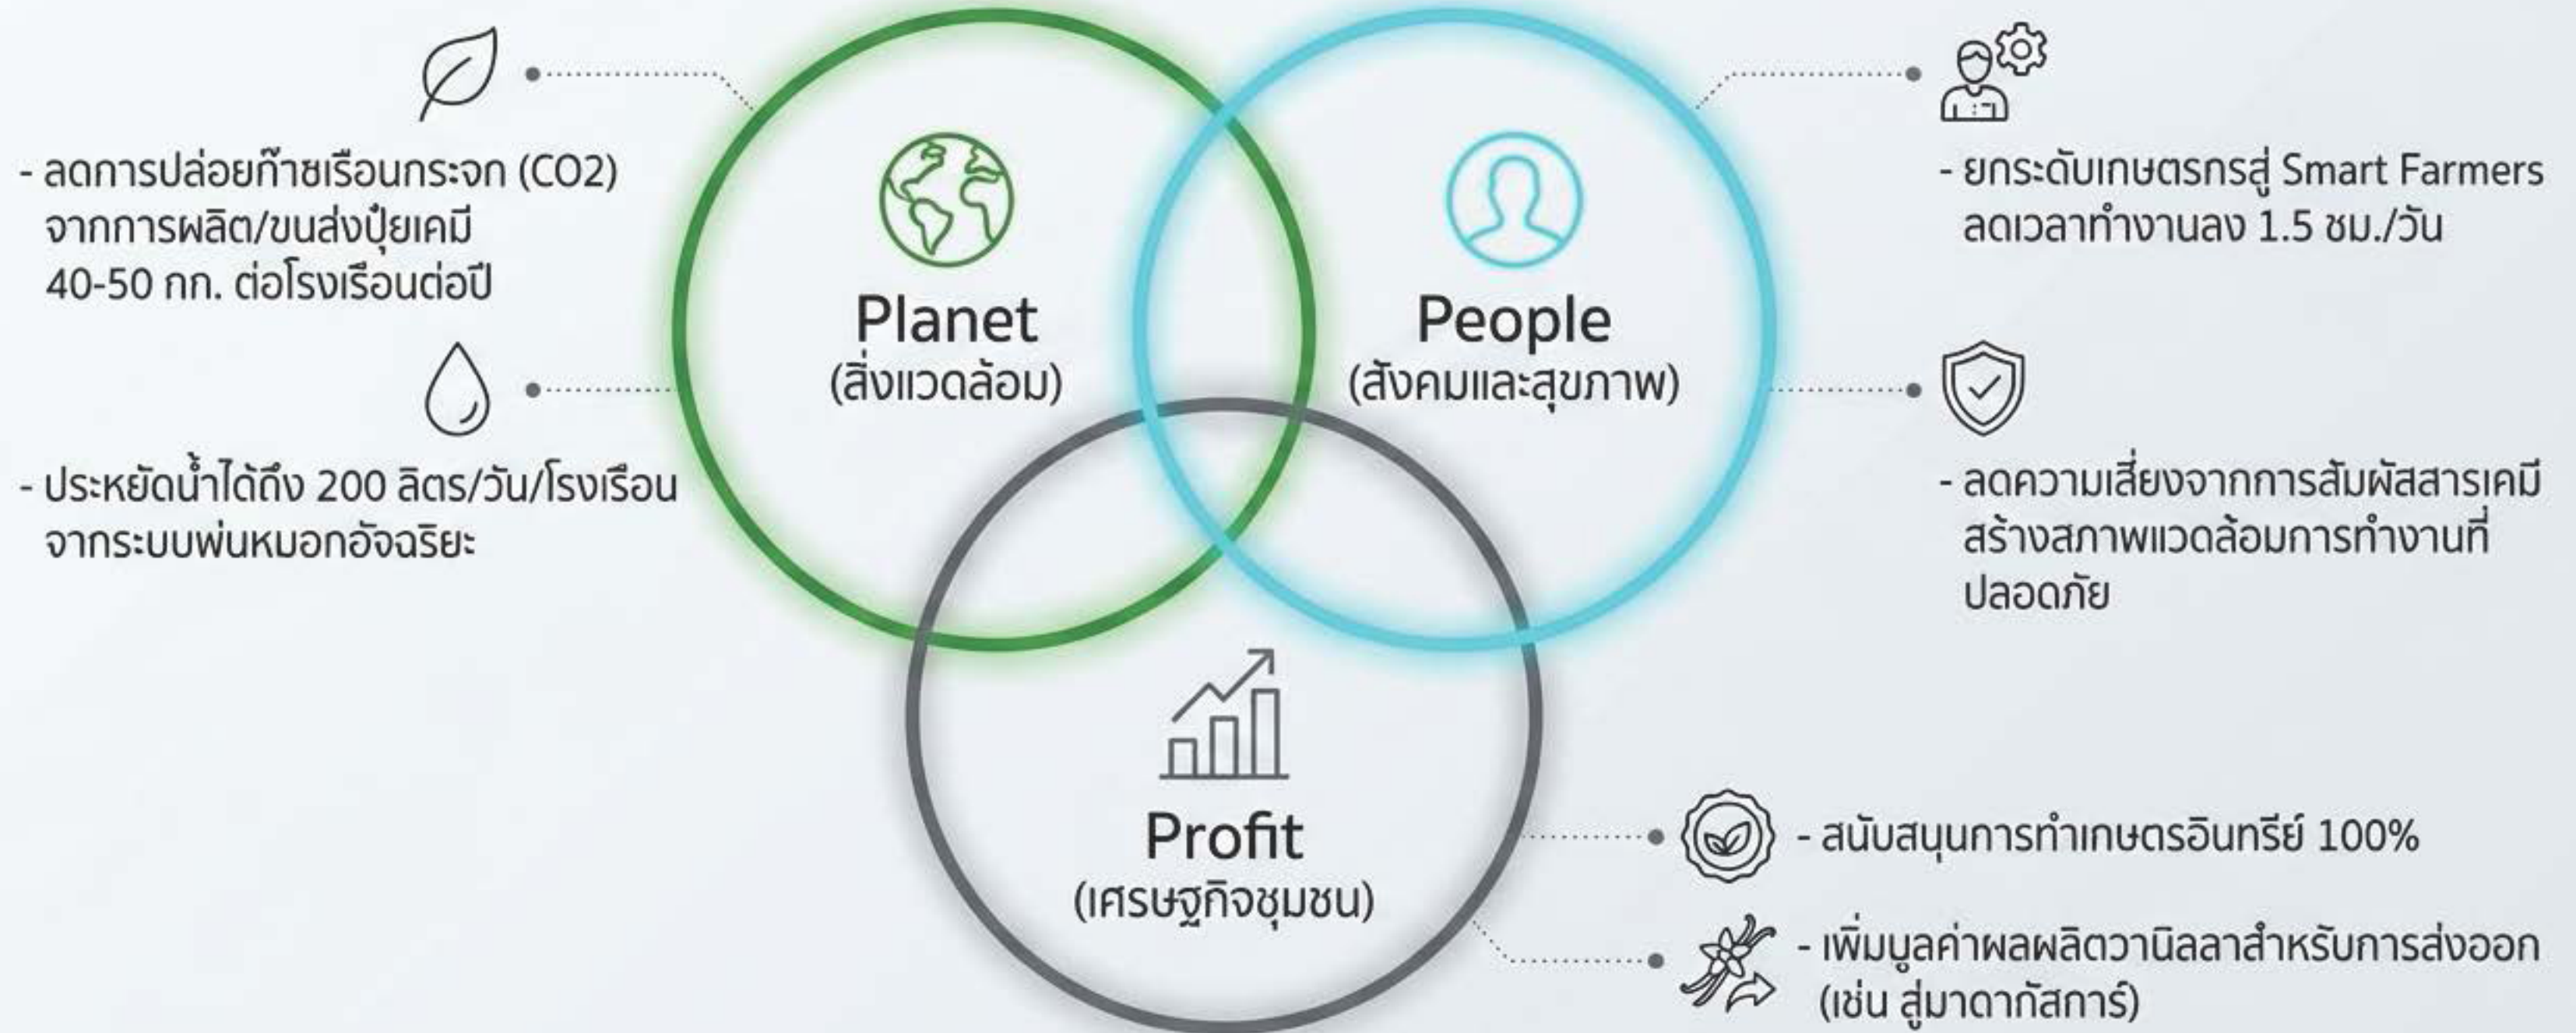 - ลดการปล่อยก๊าซเรือนกระจก (CO2)
จากการผลิต/ขนส่งปุ๋ยเคมี
40-50 กก. ต่อโรงเรือนต่อปี
- ประหยัดน้ำได้ถึง 200 ลิตร/วัน/โรงเรือน
จากระบบพ่นหมอกอัจฉริยะ
Planet
(สิ่งแวดล้อม)
People
(สังคมและสุขภาพ)
- ยกระดับเกษตรกรสู่ Smart Farmers
ลดเวลาทำงานลง 1.5 ชม./วัน
- ลดความเสี่ยงจากการสัมผัสสารเคมี
สร้างสภาพแวดล้อมการทำงานที่
ปลอดภัย
Profit
(เศรษฐกิจชุมชน)
- สนับสนุนการทำเกษตรอินทรีย์ 100%
- เพิ่มบูลค่าผลผลิตวานิลลาสำหรับการส่งออก
(เช่น สู่มาดากัสการ์)